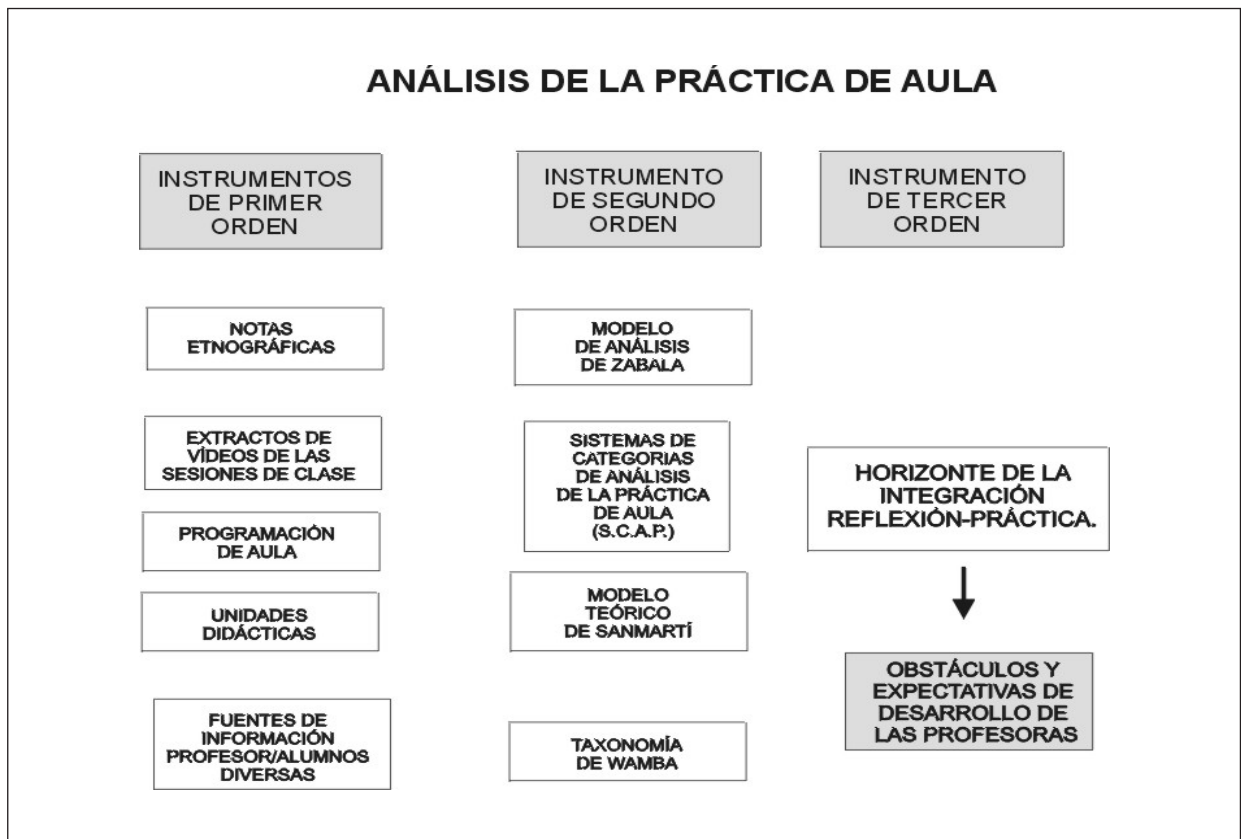 ANÁLISIS DE LA PRÁCTICA DE AULA
INSTRUMENTOS
DE PRIMER
ORDEN
NOTAS
ETNOGRÁFICAS
EXTRACTOS DE
VÍDEOS DE LAS
SESIONES DE CLASE
PROGRAMACIÓN
DE AULA
UNIDADES
DIDÁCTICAS
FUENTES DE
INFORMACIÓN
PROFESOR/ALUMNOS
DIVERSAS
INSTRUMENTO
DE SEGUNDO
ORDEN
MODELO
DE ANÁLISIS
DE ZABALA
SISTEMAS DE
CATEGORIAS
DE ANÁLISIS
DE LA PRÁCTICA
DE AULA
(S.C.A.P.)
MODELO
TEÓRICO
DE SANMARTÍ
TAXONOMÍA
DE WAMBA
INSTRUMENTO
DE TERCER
ORDEN
HORIZONTE DE LA
INTEGRACIÓN
REFLEXIÓN-PRÁCTICA.
OBSTÁCULOS Y
EXPECTATIVAS DE
DESARROLLO DE
LAS PROFESORAS